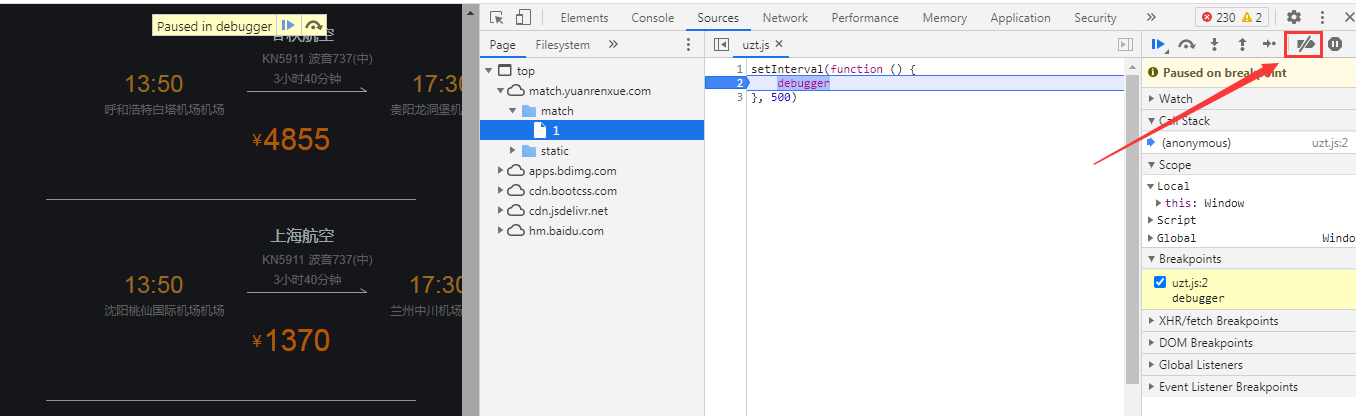 Paused in debugger
春秋航空
KN5911 波音737(中)
13:50
3小时40分钟
17:30
呼和浩特白塔机场机场
贵阳龙洞堡机
¥4855
上海航空
KN5911 波音737(中)
13:50
3小时40分钟
17:30
沈阳桃仙国际机场机场
兰州中川机场
¥1370
Elements Console Sources Network Performance Memory Application Security » 230 2
Page Filesystem »
top
match.yuanrenxue.com
match
1
static
apps.bdimg.com
cdn.bootcss.com
cdn.jsdelivr.net
hm.baidu.com
uzt.js ×
1 setInterval(function () {
2 debugger
3 }, 500)
Paused on breakpoint
Watch
Call Stack
(anonymous) uzt.js:2
Scope
Local
this: Window
Script
Global Windo
Breakpoints
uzt.js:2
debugger
XHR/fetch Breakpoints
DOM Breakpoints
Global Listeners
Event Listener Breakpoints